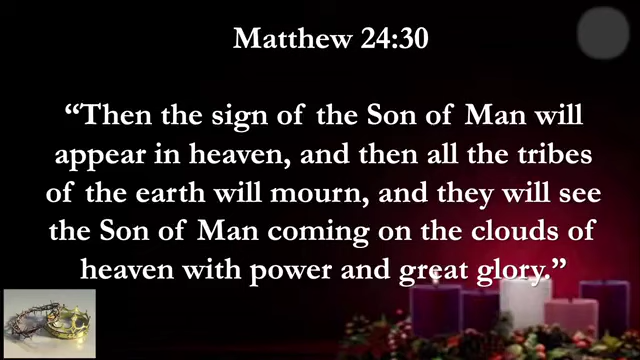 Matthew 24:30
“Then the sign of the Son of Man will
appear in heaven, and then all the tribes
of the earth will mourn, and they will see
the Son of Man coming on the clouds of
heaven with power and great glory.”